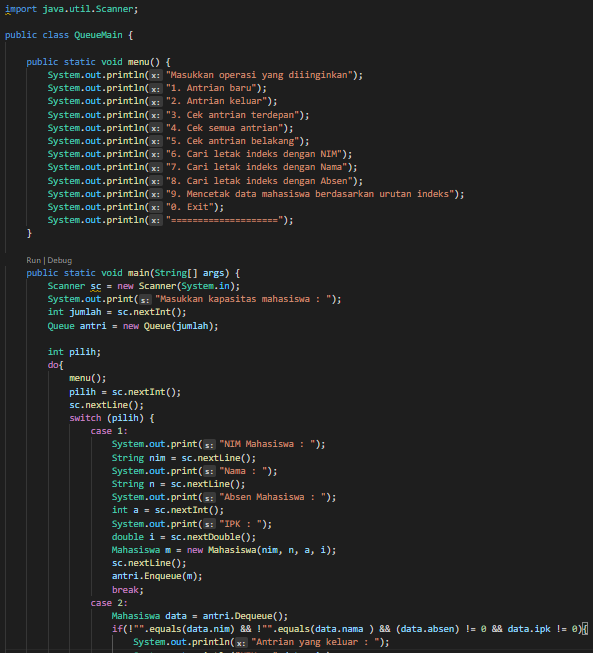 import java.util.Scanner;
public class QueueMain {
public static void menu() {
System.out.println(x: "Masukkan operasi yang diiinginkan");
System.out.println(x: "1. Antrian baru");
System.out.println(x: "2. Antrian keluar");
System.out.println(x: "3. Cek antrian terdepan");
System.out.println(x: "4. Cek semua antrian");
System.out.println(x: "5. Cek antrian belakang");
System.out.println(x: "6. Cari letak indeks dengan NIM");
System.out.println(x: "7. Cari letak indeks dengan Nama");
System.out.println(x: "8. Cari letak indeks dengan Absen");
System.out.println(x: "9. Mencetak data mahasiswa berdasarkan urutan indeks");
System.out.println(x: "0. Exit");
System.out.println(x: "====================");
}
Run | Debug
public static void main(String[] args) {
Scanner sc = new Scanner(System.in);
System.out.print(s: "Masukkan kapasitas mahasiswa : ");
int jumlah = sc.nextInt();
Queue antri = new Queue(jumlah);
int pilih;
do{
menu();
pilih = sc.nextInt();
sc.nextLine();
switch (pilih) {
case 1:
System.out.print(s: "NIM Mahasiswa : ");
String nim = sc.nextLine();
System.out.print(s: "Nama : ");
String n = sc.nextLine();
System.out.print(s: "Absen Mahasiswa : ");
int a = sc.nextInt();
System.out.print(s: "IPK : ");
double i = sc.nextDouble();
Mahasiswa m = new Mahasiswa(nim, n, a, i);
sc.nextLine();
antri.Enqueue(m);
break;
case 2:
Mahasiswa data = antri.Dequeue();
if(!"".equals(data.nim) && !"".equals(data.nama ) && (data.absen) != 0 && data.ipk != 0){
System.out.println(x: "Antrian yang keluar : ");